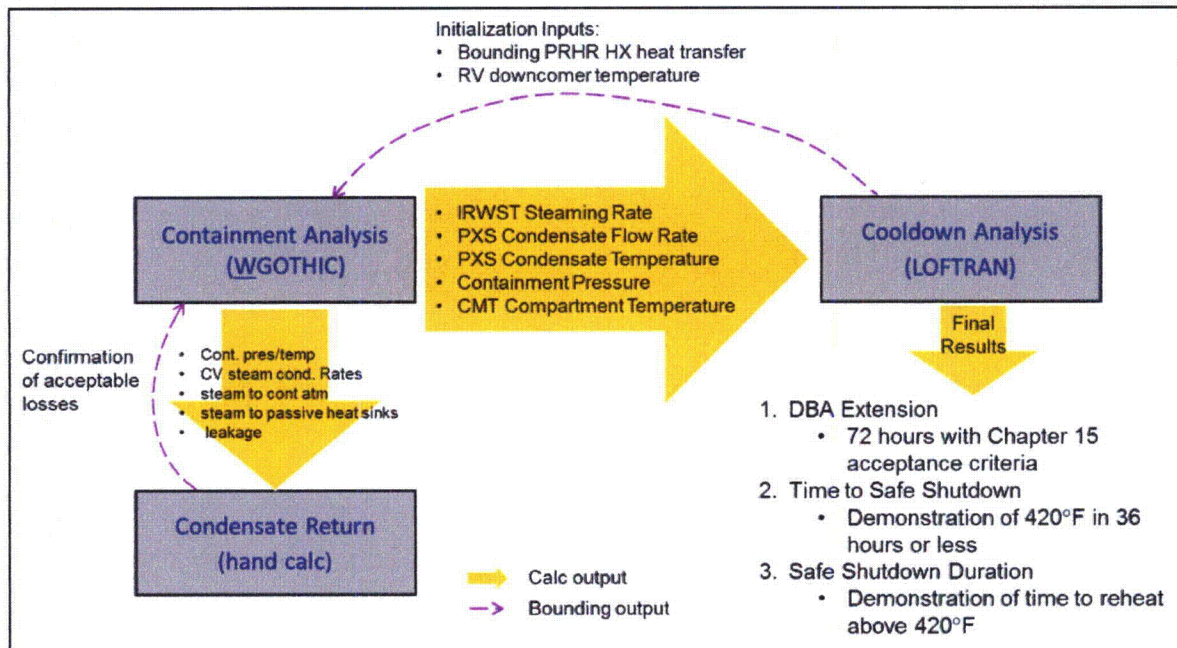 Initialization Inputs:
• Bounding PRHR HX heat transfer
• RV downcomer temperature
Containment Analysis
(WGOTHIC)
• IRWST Steaming Rate
• PXS Condensate Flow Rate
• PXS Condensate Temperature
• Containment Pressure
• CMT Compartment Temperature
Cooldown Analysis
(LOFTRAN)
Confirmation
of acceptable
losses
• Cont. pres/temp
• CV steam cond. Rates
• steam to cont atm
• steam to passive heat sinks
• leakage
Final
Results
Condensate Return
(hand calc)
Calc output
Bounding output
1. DBA Extension
• 72 hours with Chapter 15
acceptance criteria
2. Time to Safe Shutdown
• Demonstration of 420°F in 36
hours or less
3. Safe Shutdown Duration
• Demonstration of time to reheat
above 420°F